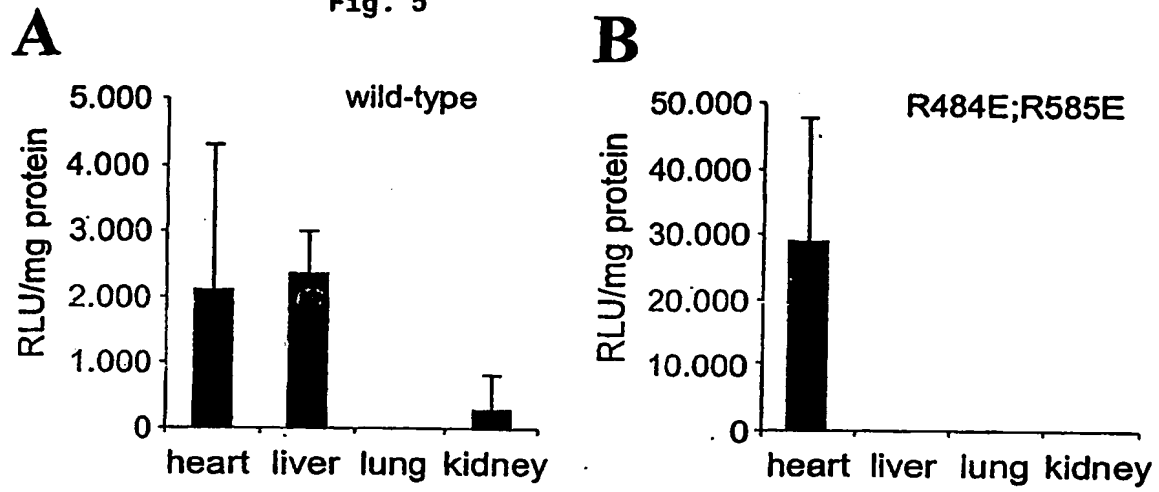 Fig. 5
A
B
wild-type
R484E;R585E
RLU/mg protein
5.000
4.000
3.000
2.000
1.000
0
heart liver lung kidney
RLU/mg protein
50.000
40.000
30.000
20.000
10.000
0
heart liver lung kidney